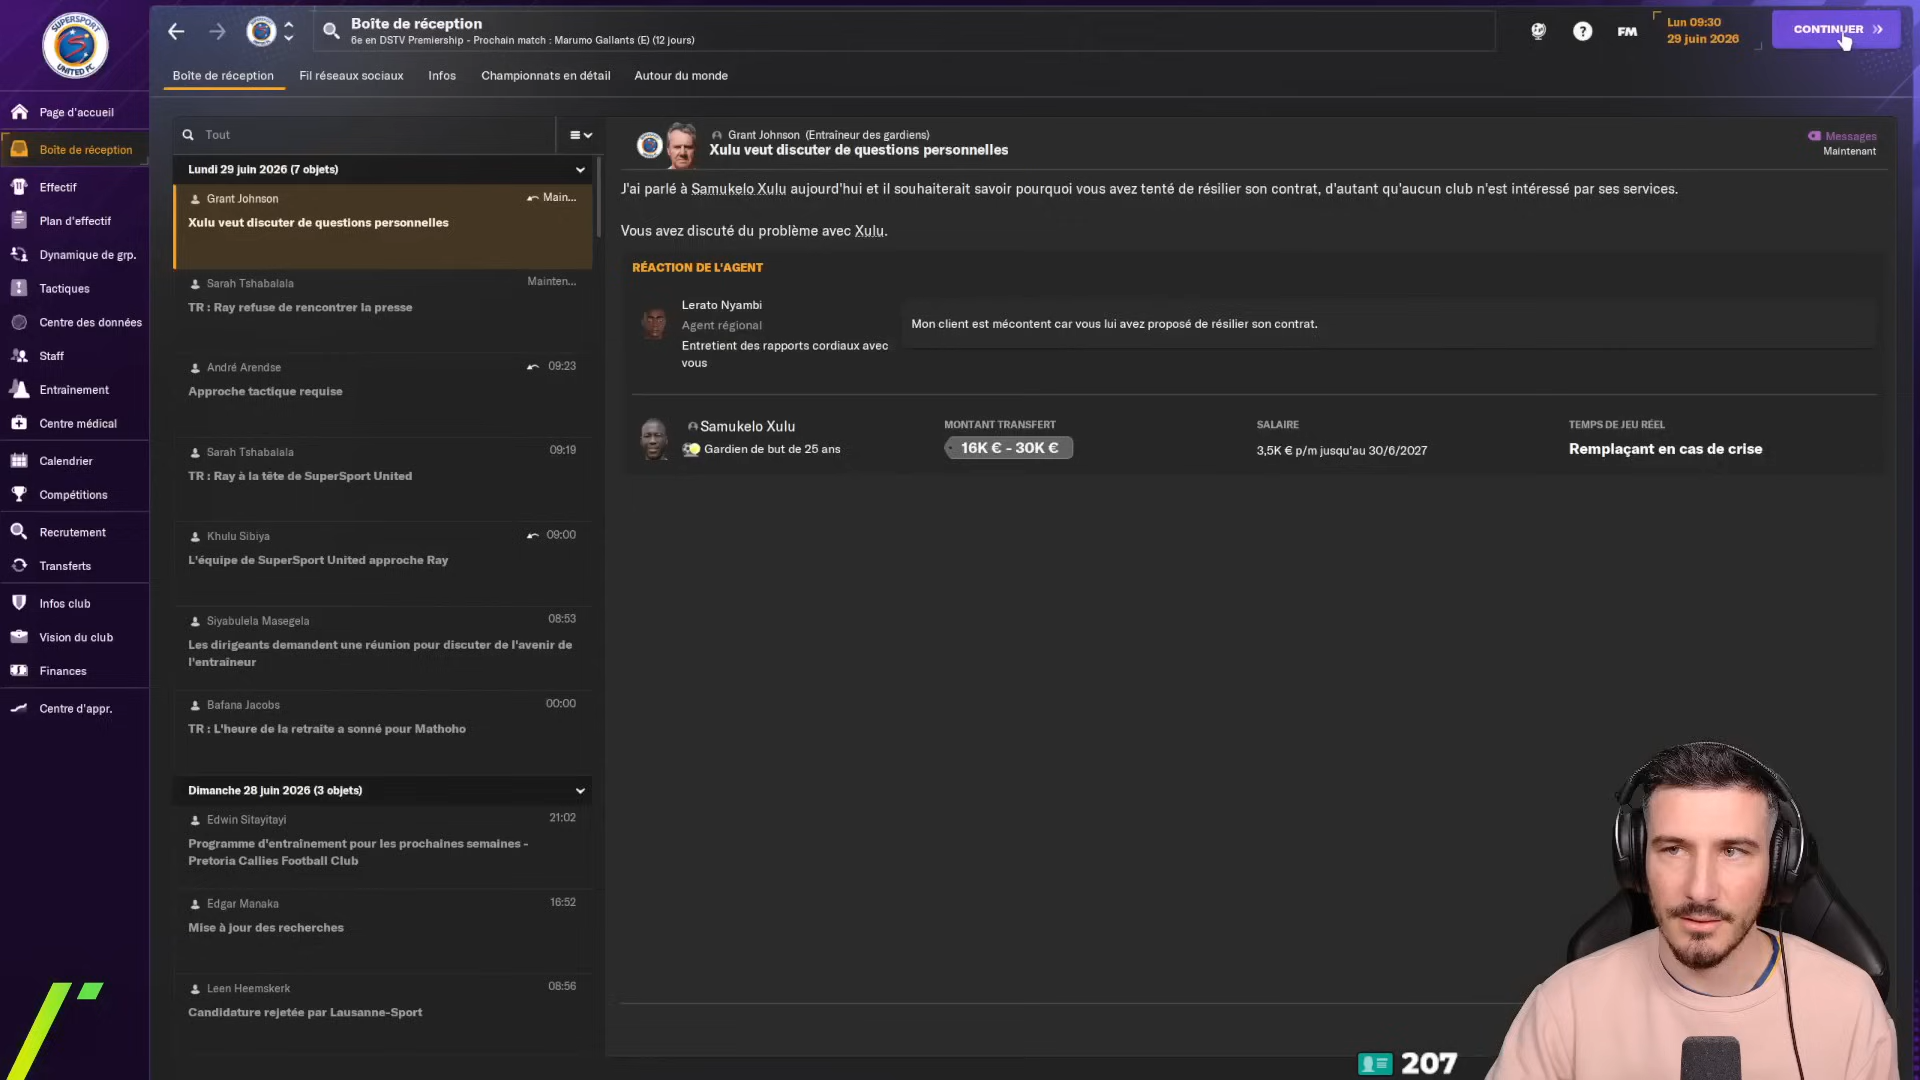 SUPERSPORT
UNITED FC
Boîte de réception
6e en DSTV Premiership - Prochain match : Marumo Gallants (E) (12 jours)
FM
Lun 09:30
29 juin 2026
CONTINUER
Boîte de réception
Fil réseaux sociaux
Infos
Championnats en détail
Autour du monde
Page d'accueil
Boîte de réception
Effectif
Plan d'effectif
Dynamique de grp.
Tactiques
Centre des données
Staff
Entraînement
Centre médical
Calendrier
Compétitions
Recrutement
Transferts
Infos club
Vision du club
Finances
Centre d'appr.
Tout
Lundi 29 juin 2026 (7 objets)
Grant Johnson
Main...
Xulu veut discuter de questions personnelles
Sarah Tshabalala
Mainten...
TR : Ray refuse de rencontrer la presse
André Arendse
09:23
Approche tactique requise
Sarah Tshabalala
09:19
TR : Ray à la tête de SuperSport United
Khulu Sibiya
09:00
L'équipe de SuperSport United approche Ray
Siyabulela Masegela
08:53
Les dirigeants demandent une réunion pour discuter de l'avenir de
l'entraîneur
Bafana Jacobs
00:00
TR : L'heure de la retraite a sonné pour Mathoho
Dimanche 28 juin 2026 (3 objets)
Edwin Sitayitayi
21:02
Programme d'entraînement pour les prochaines semaines -
Pretoria Callies Football Club
Edgar Manaka
16:52
Mise à jour des recherches
Leen Heemskerk
08:56
Candidature rejetée par Lausanne-Sport
Grant Johnson (Entraîneur des gardiens)
Xulu veut discuter de questions personnelles
Messages
Maintenant
J'ai parlé à Samukelo Xulu aujourd'hui et il souhaiterait savoir pourquoi vous avez tenté de résilier son contrat, d'autant qu'aucun club n'est intéressé par ses services.
Vous avez discuté du problème avec Xulu.
RÉACTION DE L'AGENT
Lerato Nyambi
Agent régional
Entretient des rapports cordiaux avec
vous
Mon client est mécontent car vous lui avez proposé de résilier son contrat.
Samukelo Xulu
Gardien de but de 25 ans
MONTANT TRANSFERT
16K € - 30K €
SALAIRE
3,5K € p/m jusqu'au 30/6/2027
TEMPS DE JEU RÉEL
Remplaçant en cas de crise
207